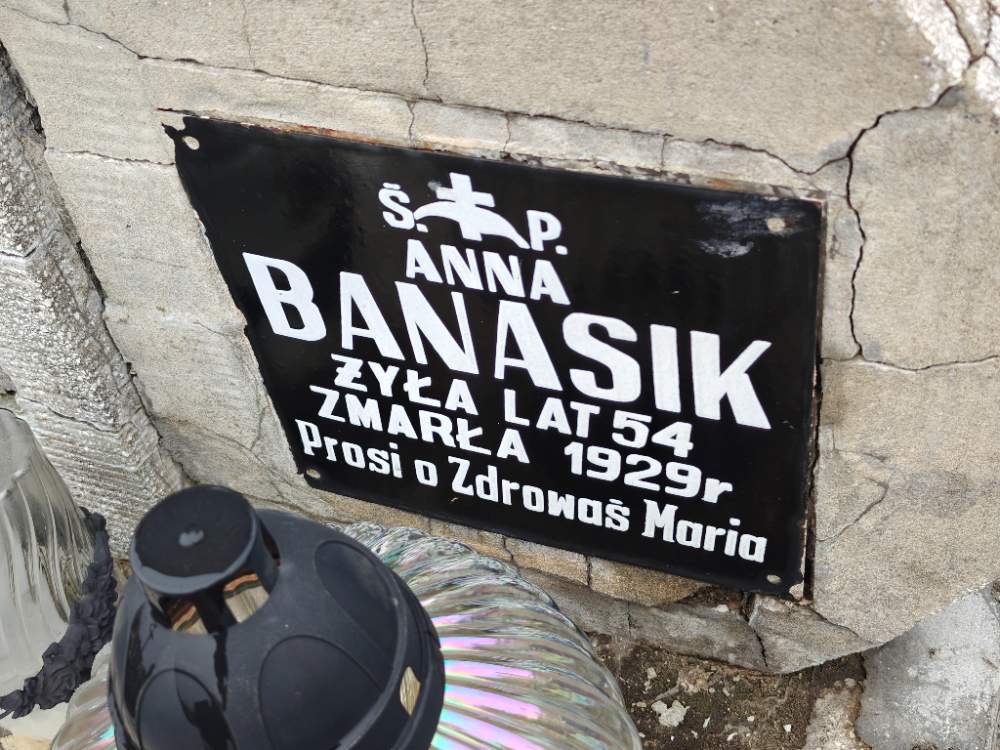 Ś. P.
ANNA
BANASIK
ŻYŁA LAT 54
ZMARŁA 1929r
Prosi o Zdrowaś Maria